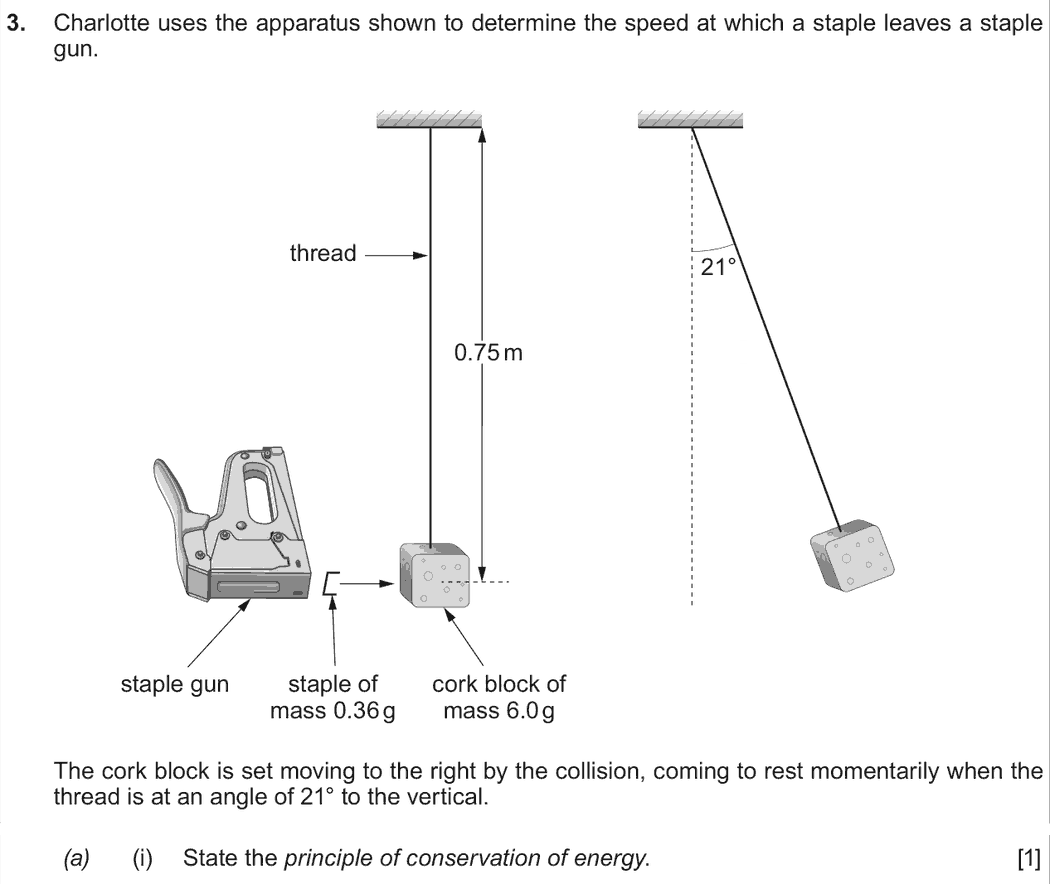 3. Charlotte uses the apparatus shown to determine the speed at which a staple leaves a staple
gun.
thread
21°
0.75 m
staple gun
staple of
mass 0.36 g
cork block of
mass 6.0 g
The cork block is set moving to the right by the collision, coming to rest momentarily when the
thread is at an angle of 21° to the vertical.
(a) (i) State the principle of conservation of energy. [1]